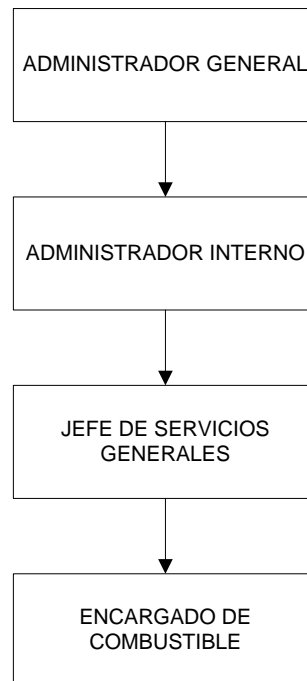 ADMINISTRADOR GENERAL
ADMINISTRADOR INTERNO
JEFE DE SERVICIOS
GENERALES
ENCARGADO DE
COMBUSTIBLE